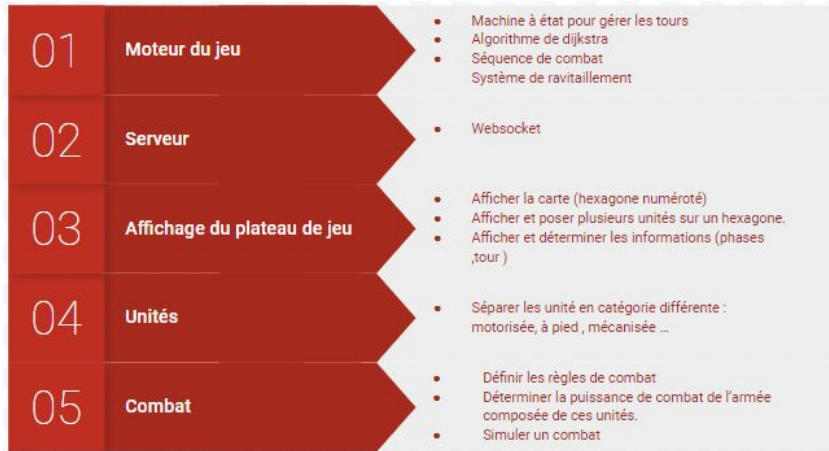 01
Moteur du jeu
• Machine à état pour gérer les tours
• Algorithme de dijkstra
• Séquence de combat
Système de ravitaillement
02
Serveur
• Websocket
03
Affichage du plateau de jeu
• Afficher la carte (hexagone numéroté)
• Afficher et poser plusieurs unités sur un hexagone.
• Afficher et déterminer les informations (phases
,tour )
04
Unités
• Séparer les unité en catégorie différente :
motorisée, à pied , mécanisée ...
05
Combat
• Définir les règles de combat
• Déterminer la puissance de combat de l'armée
composée de ces unités.
• Simuler un combat